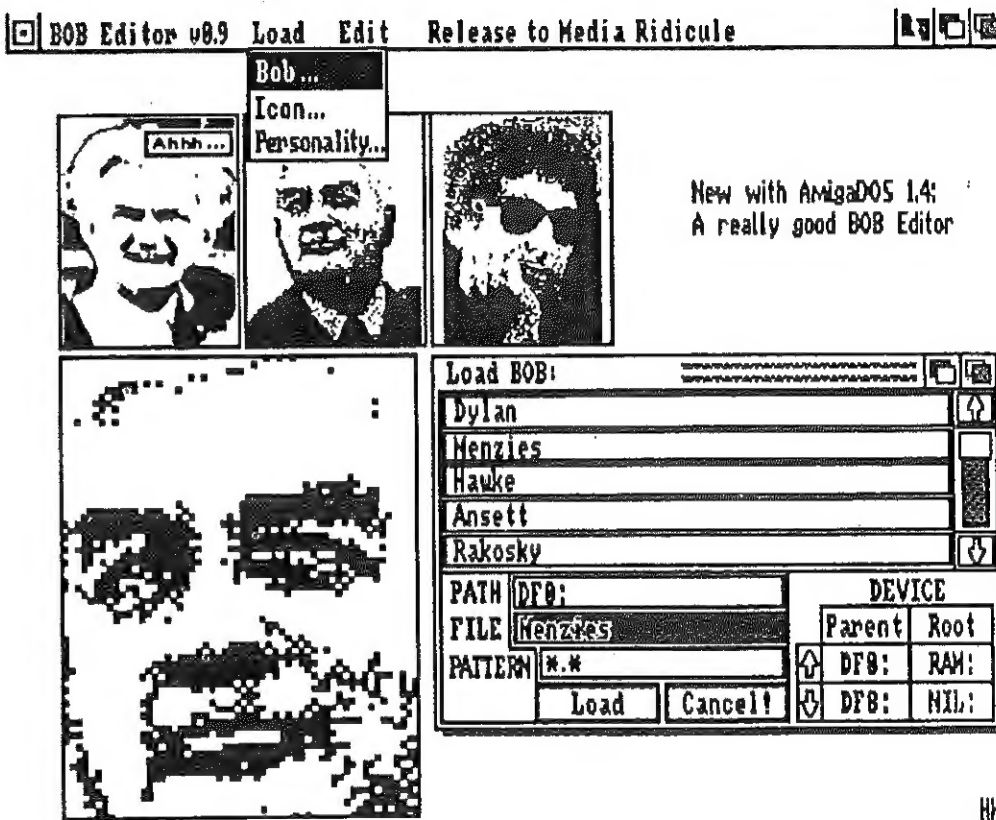 BOB Editor v0.9 Load Edit Release to Media Ridicule
Bob...
Icon...
Personality...
Ahhh...
New with AmigaDOS 1.4:
A really good BOB Editor
Load BOB:
Dylan
Menzies
Hawke
Ansett
Rakosky
PATH DF0:
FILE Menzies
PATTERN *.*
Load Cancel!
DEVICE
Parent Root
DF0: RAM:
DF0: NIL: